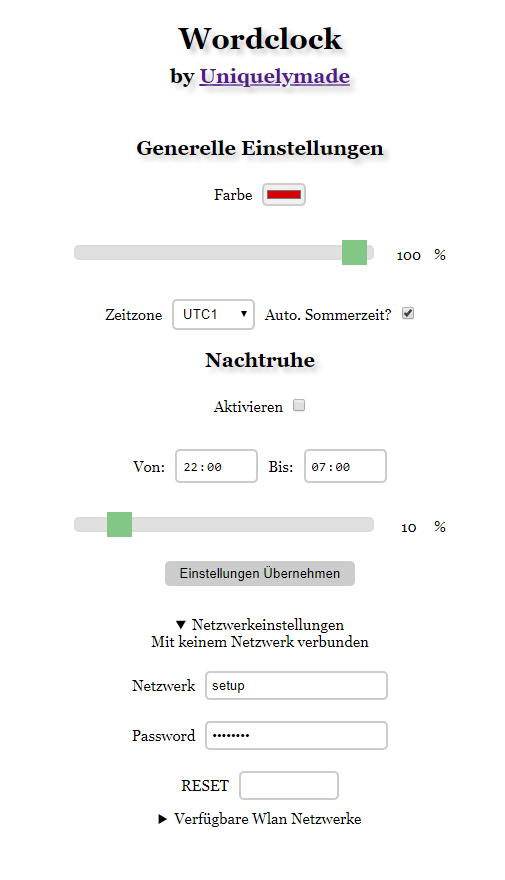 Wordclock
by Uniquelymade
Generelle Einstellungen
Farbe
100 %
Zeitzone UTC1 Auto. Sommerzeit?
Nachtruhe
Aktivieren
Von: 22:00 Bis: 07:00
10 %
Einstellungen Übernehmen
▼ Netzwerkeinstellungen
Mit keinem Netzwerk verbunden
Netzwerk setup
Password ••••••••
RESET
► Verfügbare Wlan Netzwerke